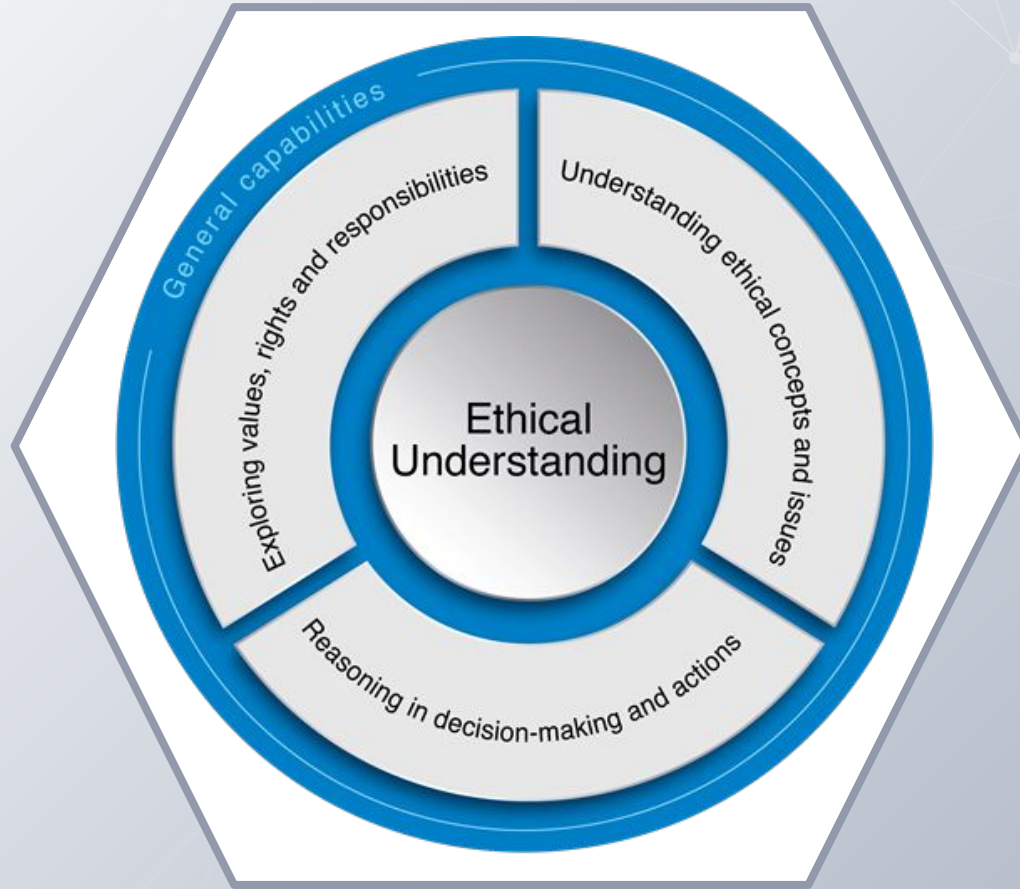 General capabilities
Exploring values, rights and responsibilities
Understanding ethical concepts and issues
Ethical
Understanding
Reasoning in decision-making and actions